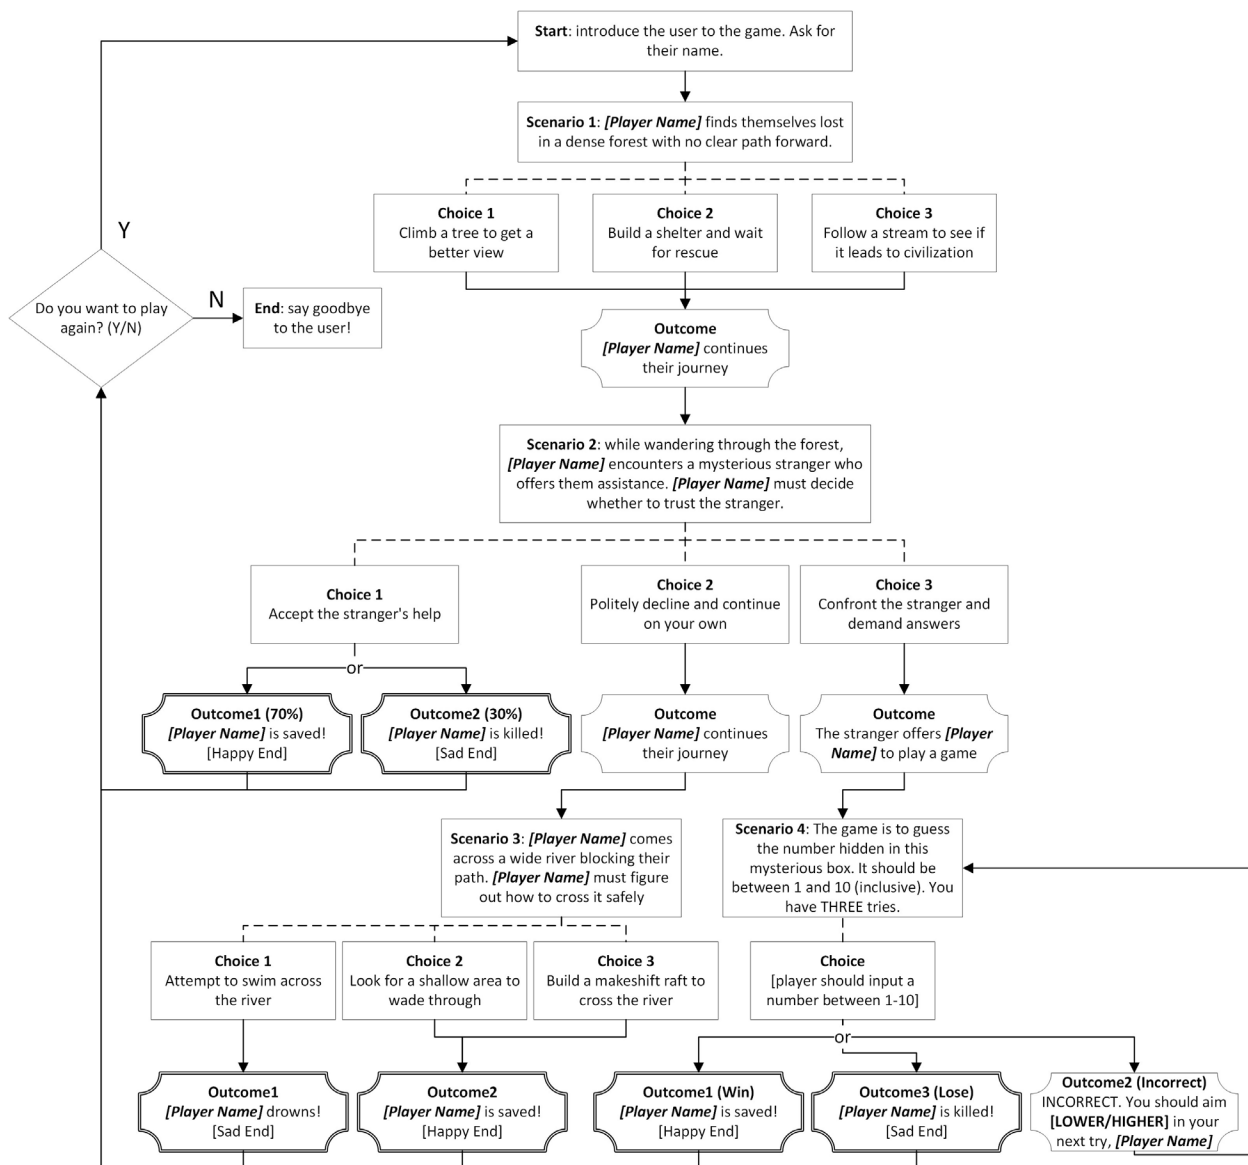 Start: introduce the user to the game. Ask for
their name.
Scenario 1: [Player Name] finds themselves lost
in a dense forest with no clear path forward.
Choice 1
Climb a tree to get a
better view
Choice 2
Build a shelter and wait
for rescue
Choice 3
Follow a stream to see if
it leads to civilization
Y
Do you want to play
again? (Y/N)
N
End: say goodbye
to the user!
Outcome
[Player Name] continues
their journey
Scenario 2: while wandering through the forest,
[Player Name] encounters a mysterious stranger who
offers them assistance. [Player Name] must decide
whether to trust the stranger.
Choice 1
Accept the stranger's help
Choice 2
Politely decline and continue
on your own
Choice 3
Confront the stranger and
demand answers
or
Outcome1 (70%)
[Player Name] is saved!
[Happy End]
Outcome2 (30%)
[Player Name] is killed!
[Sad End]
Outcome
[Player Name] continues
their journey
Outcome
The stranger offers [Player
Name] to play a game
Scenario 3: [Player Name] comes
across a wide river blocking their
path. [Player Name] must figure
out how to cross it safely
Scenario 4: The game is to guess
the number hidden in this
mysterious box. It should be
between 1 and 10 (inclusive). You
have THREE tries.
Choice 1
Attempt to swim across
the river
Choice 2
Look for a shallow area to
wade through
Choice 3
Build a makeshift raft to
cross the river
Choice
[player should input a
number between 1-10]
or
Outcome1
[Player Name] drowns!
[Sad End]
Outcome2
[Player Name] is saved!
[Happy End]
Outcome1 (Win)
[Player Name] is saved!
[Happy End]
Outcome3 (Lose)
[Player Name] is killed!
[Sad End]
Outcome2 (Incorrect)
INCORRECT. You should aim
[LOWER/HIGHER] in your
next try, [Player Name]